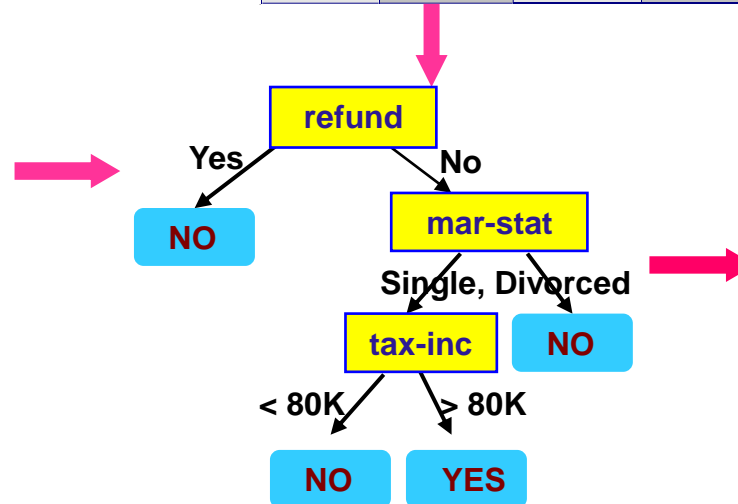 refund
Yes
No
NO
mar-stat
Single, Divorced
tax-inc
NO
< 80K
> 80K
NO
YES